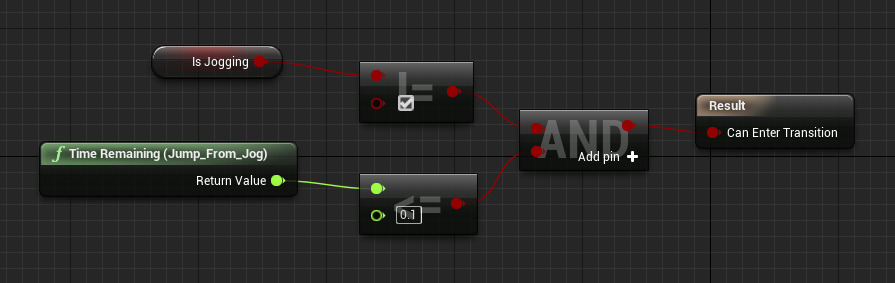 Is Jogging
!=
Result
AND
Can Enter Transition
f Time Remaining (Jump_From_Jog)
Add pin +
Return Value
<=
0.1